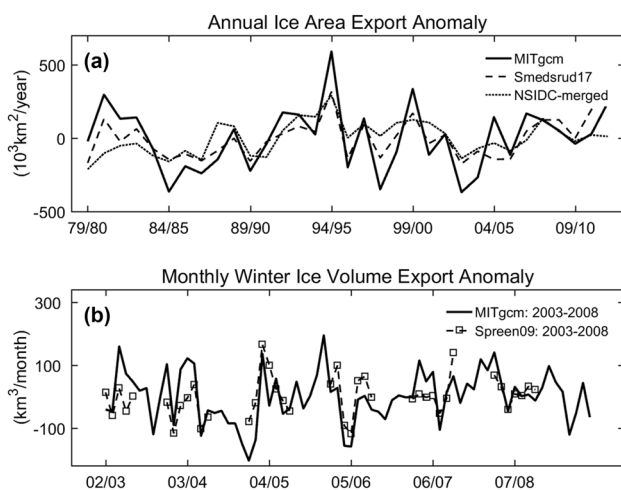 Annual Ice Area Export Anomaly
(a)
MITgcm
Smedsrud17
NSIDC-merged
(10³km²/year)
500
0
-500
79/80 84/85 89/90 94/95 99/00 04/05 09/10
Monthly Winter Ice Volume Export Anomaly
(b)
MITgcm: 2003-2008
Spreen09: 2003-2008
(km³/month)
300
100
-100
02/03 03/04 04/05 05/06 06/07 07/08